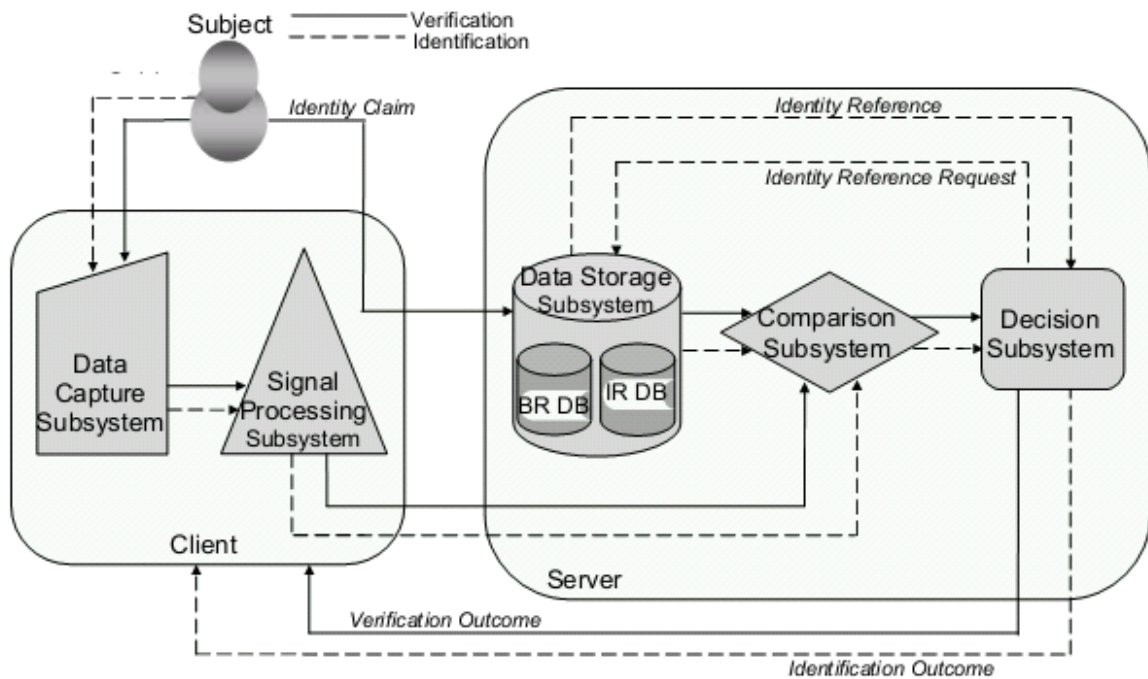 Subject
Verification
Identification
Identity Claim
Identity Reference
Identity Reference Request
Data Storage
Subsystem
BR DB
IR DB
Comparison
Subsystem
Decision
Subsystem
Data
Capture
Subsystem
Signal
Processing
Subsystem
Client
Server
Verification Outcome
Identification Outcome